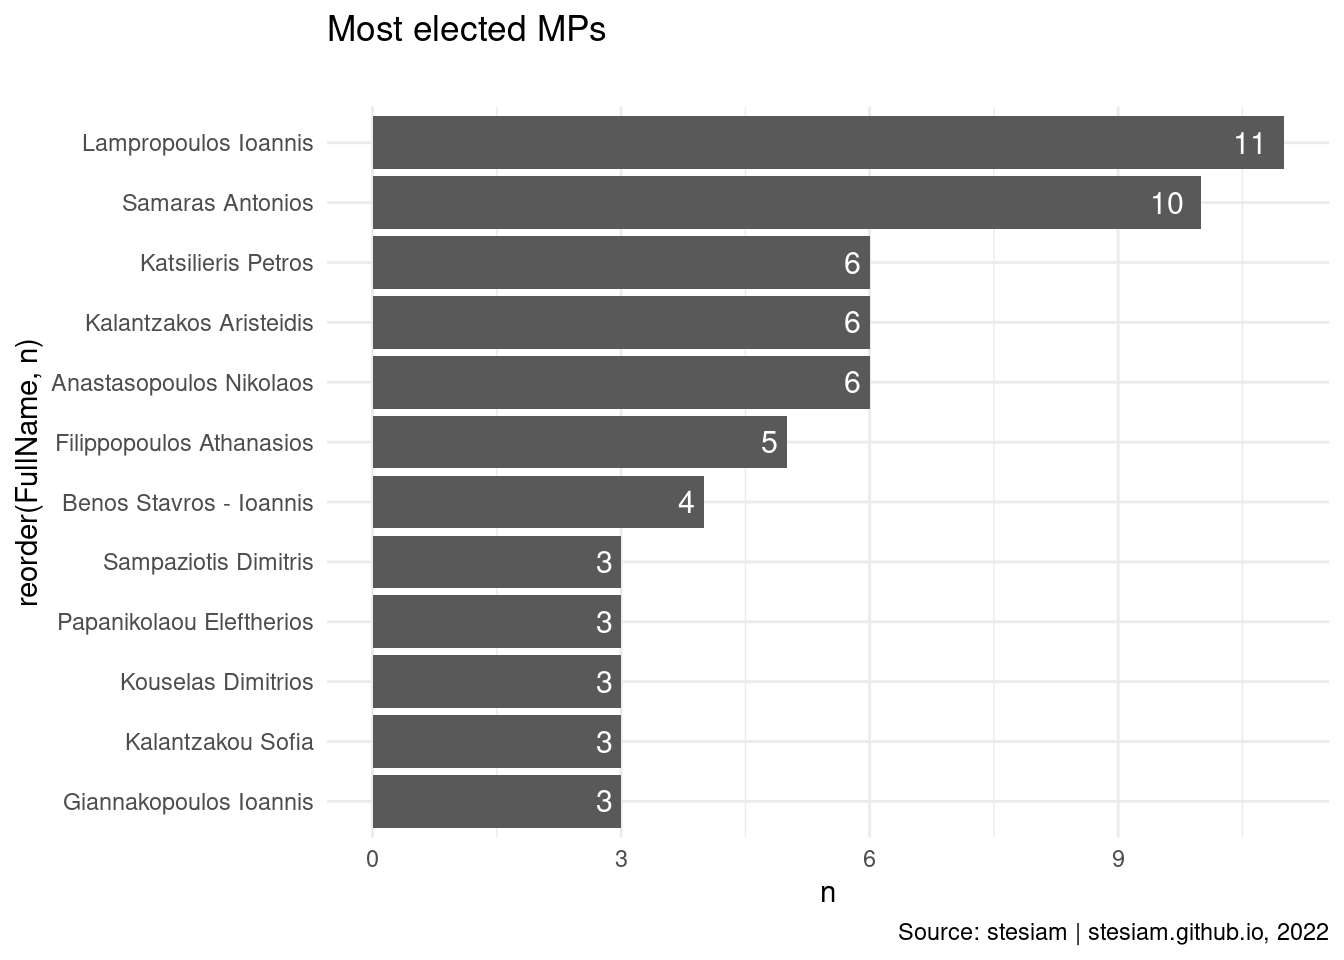 Most elected MPs
Lampropoulos Ioannis 11
Samaras Antonios 10
Katsilieris Petros 6
Kalantzakos Aristeidis 6
Anastasopoulos Nikolaos 6
Filippopoulos Athanasios 5
Benos Stavros - Ioannis 4
Sampaziotis Dimitris 3
Papanikolaou Eleftherios 3
Kouselas Dimitrios 3
Kalantzakou Sofia 3
Giannakopoulos Ioannis 3
reorder(FullName, n)
0 3 6 9
n
Source: stesiam | stesiam.github.io, 2022